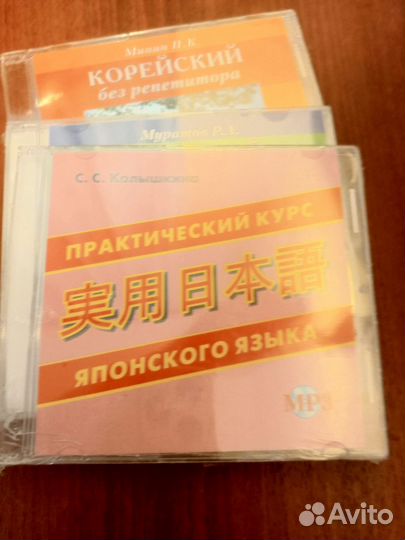 Минин П. К.
КОРЕЙСКИЙ
без репетитора
Муратов Р. А.
С. С. Колышкина
ПРАКТИЧЕСКИЙ КУРС
実用日本語
ЯПОНСКОГО ЯЗЫКА
MP3
Avito